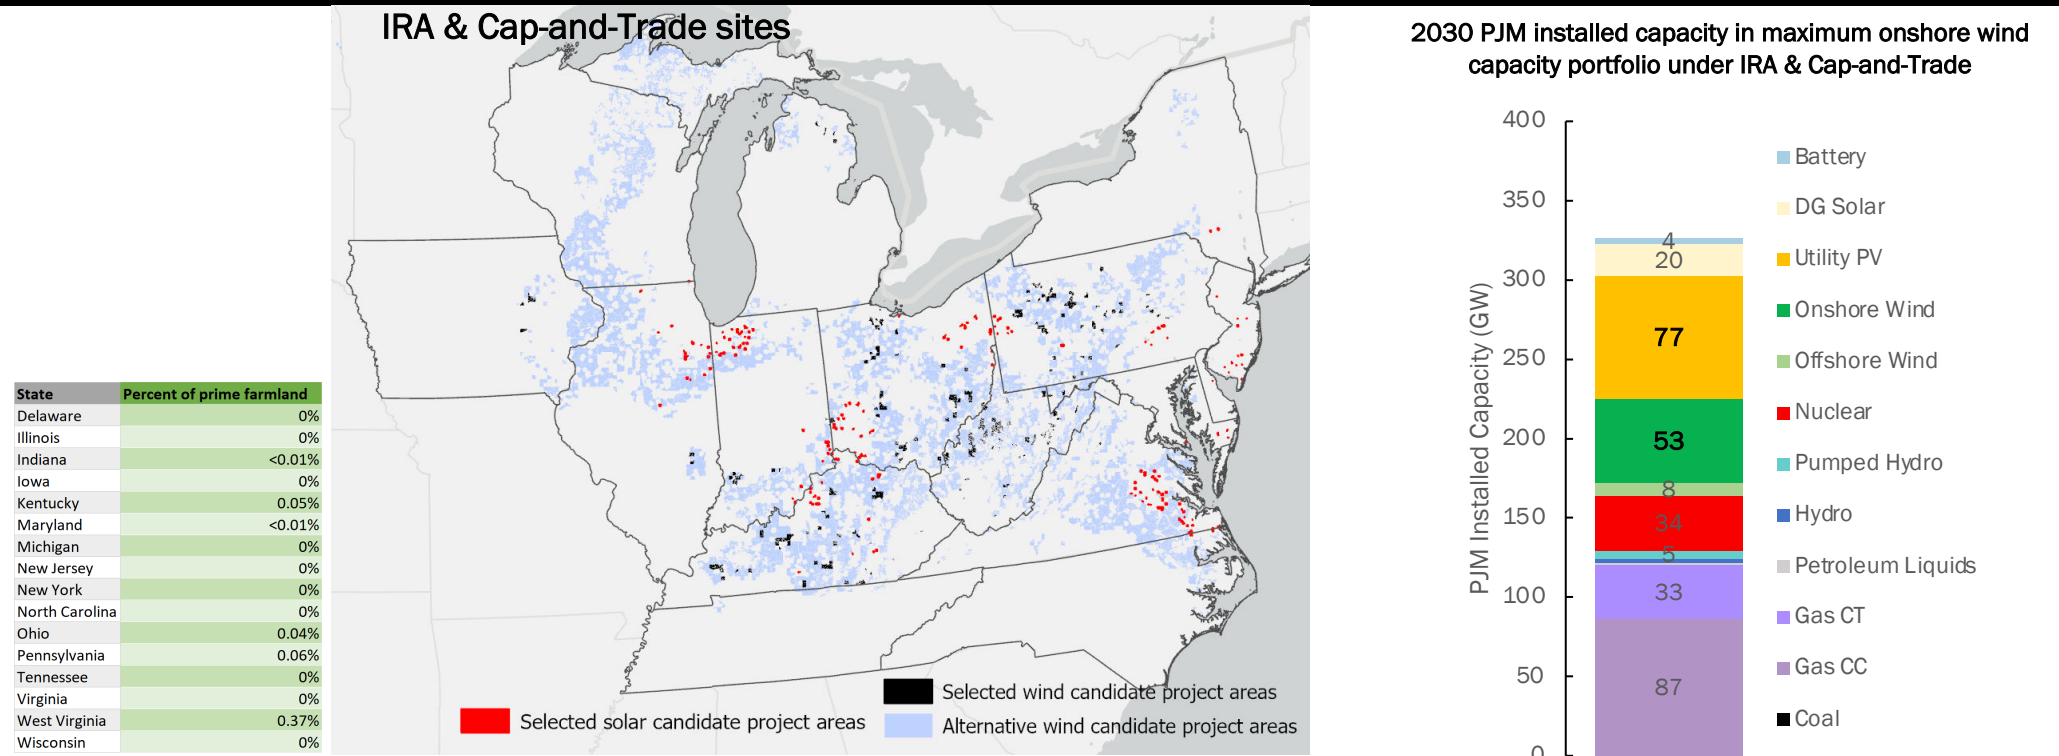 IRA & Cap-and-Trade sites
State Percent of prime farmland
Delaware 0%
Illinois 0%
Indiana <0.01%
Iowa 0%
Kentucky 0.05%
Maryland <0.01%
Michigan 0%
New Jersey 0%
New York 0%
North Carolina 0%
Ohio 0.04%
Pennsylvania 0.06%
Tennessee 0%
Virginia 0%
West Virginia 0.37%
Wisconsin 0%
Selected solar candidate project areas
Selected wind candidate project areas
Alternative wind candidate project areas
2030 PJM installed capacity in maximum onshore wind
capacity portfolio under IRA & Cap-and-Trade
PJM Installed Capacity (GW)
400
350
300
250
200
150
100
50
0
4
20
77
53
8
34
5
33
87
Battery
DG Solar
Utility PV
Onshore Wind
Offshore Wind
Nuclear
Pumped Hydro
Hydro
Petroleum Liquids
Gas CT
Gas CC
Coal